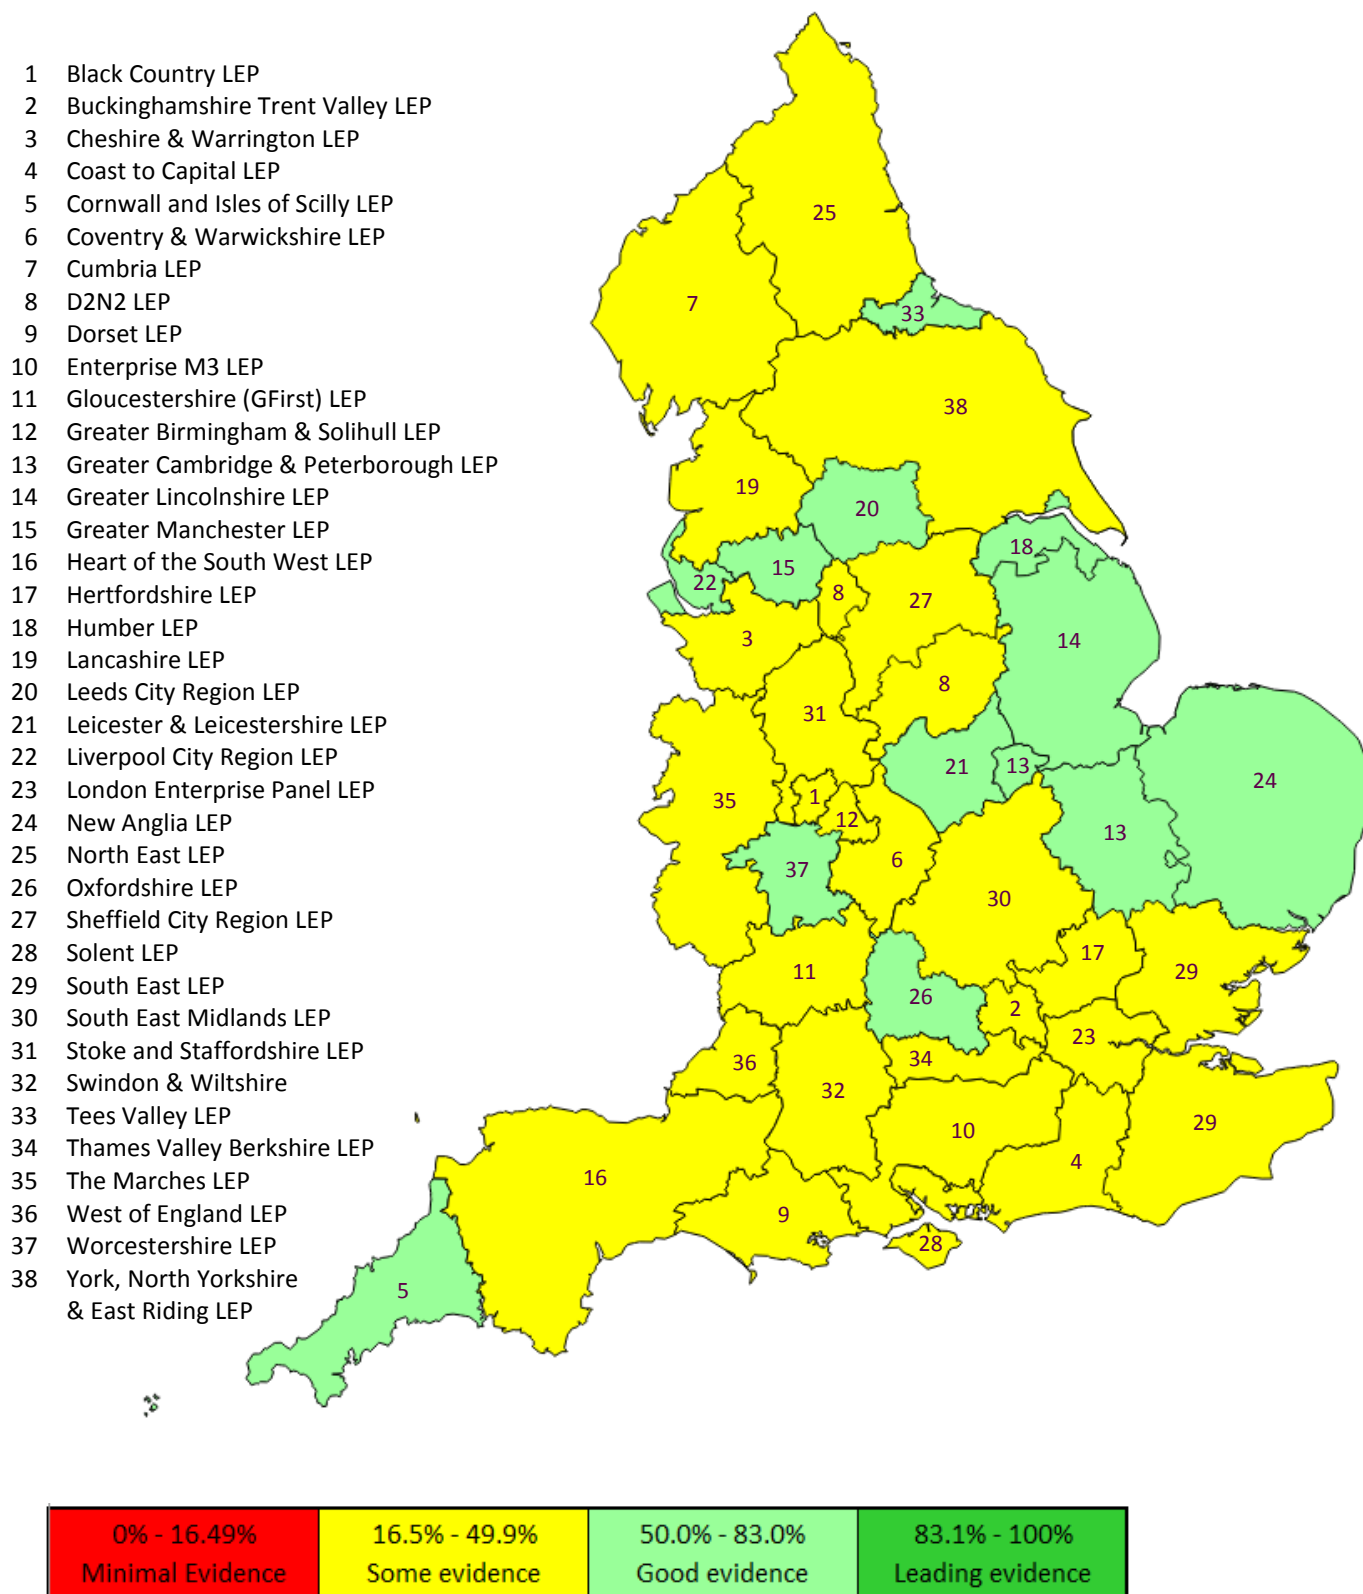 1 Black Country LEP
2 Buckinghamshire Trent Valley LEP
3 Cheshire & Warrington LEP
4 Coast to Capital LEP
5 Cornwall and Isles of Scilly LEP
6 Coventry & Warwickshire LEP
7 Cumbria LEP
8 D2N2 LEP
9 Dorset LEP
10 Enterprise M3 LEP
11 Gloucestershire (GFirst) LEP
12 Greater Birmingham & Solihull LEP
13 Greater Cambridge & Peterborough LEP
14 Greater Lincolnshire LEP
15 Greater Manchester LEP
16 Heart of the South West LEP
17 Hertfordshire LEP
18 Humber LEP
19 Lancashire LEP
20 Leeds City Region LEP
21 Leicester & Leicestershire LEP
22 Liverpool City Region LEP
23 London Enterprise Panel LEP
24 New Anglia LEP
25 North East LEP
26 Oxfordshire LEP
27 Sheffield City Region LEP
28 Solent LEP
29 South East LEP
30 South East Midlands LEP
31 Stoke and Staffordshire LEP
32 Swindon & Wiltshire
33 Tees Valley LEP
34 Thames Valley Berkshire LEP
35 The Marches LEP
36 West of England LEP
37 Worcestershire LEP
38 York, North Yorkshire
& East Riding LEP
25
7
33
38
19
20
18
15
22
8
27
3
14
8
31
21
13
24
35
1
12
13
6
37
30
17
11
29
26
2
23
36
34
32
10
29
4
16
9
28
5
0% - 16.49% 16.5% - 49.9% 50.0% - 83.0% 83.1% - 100%
Minimal Evidence Some evidence Good evidence Leading evidence